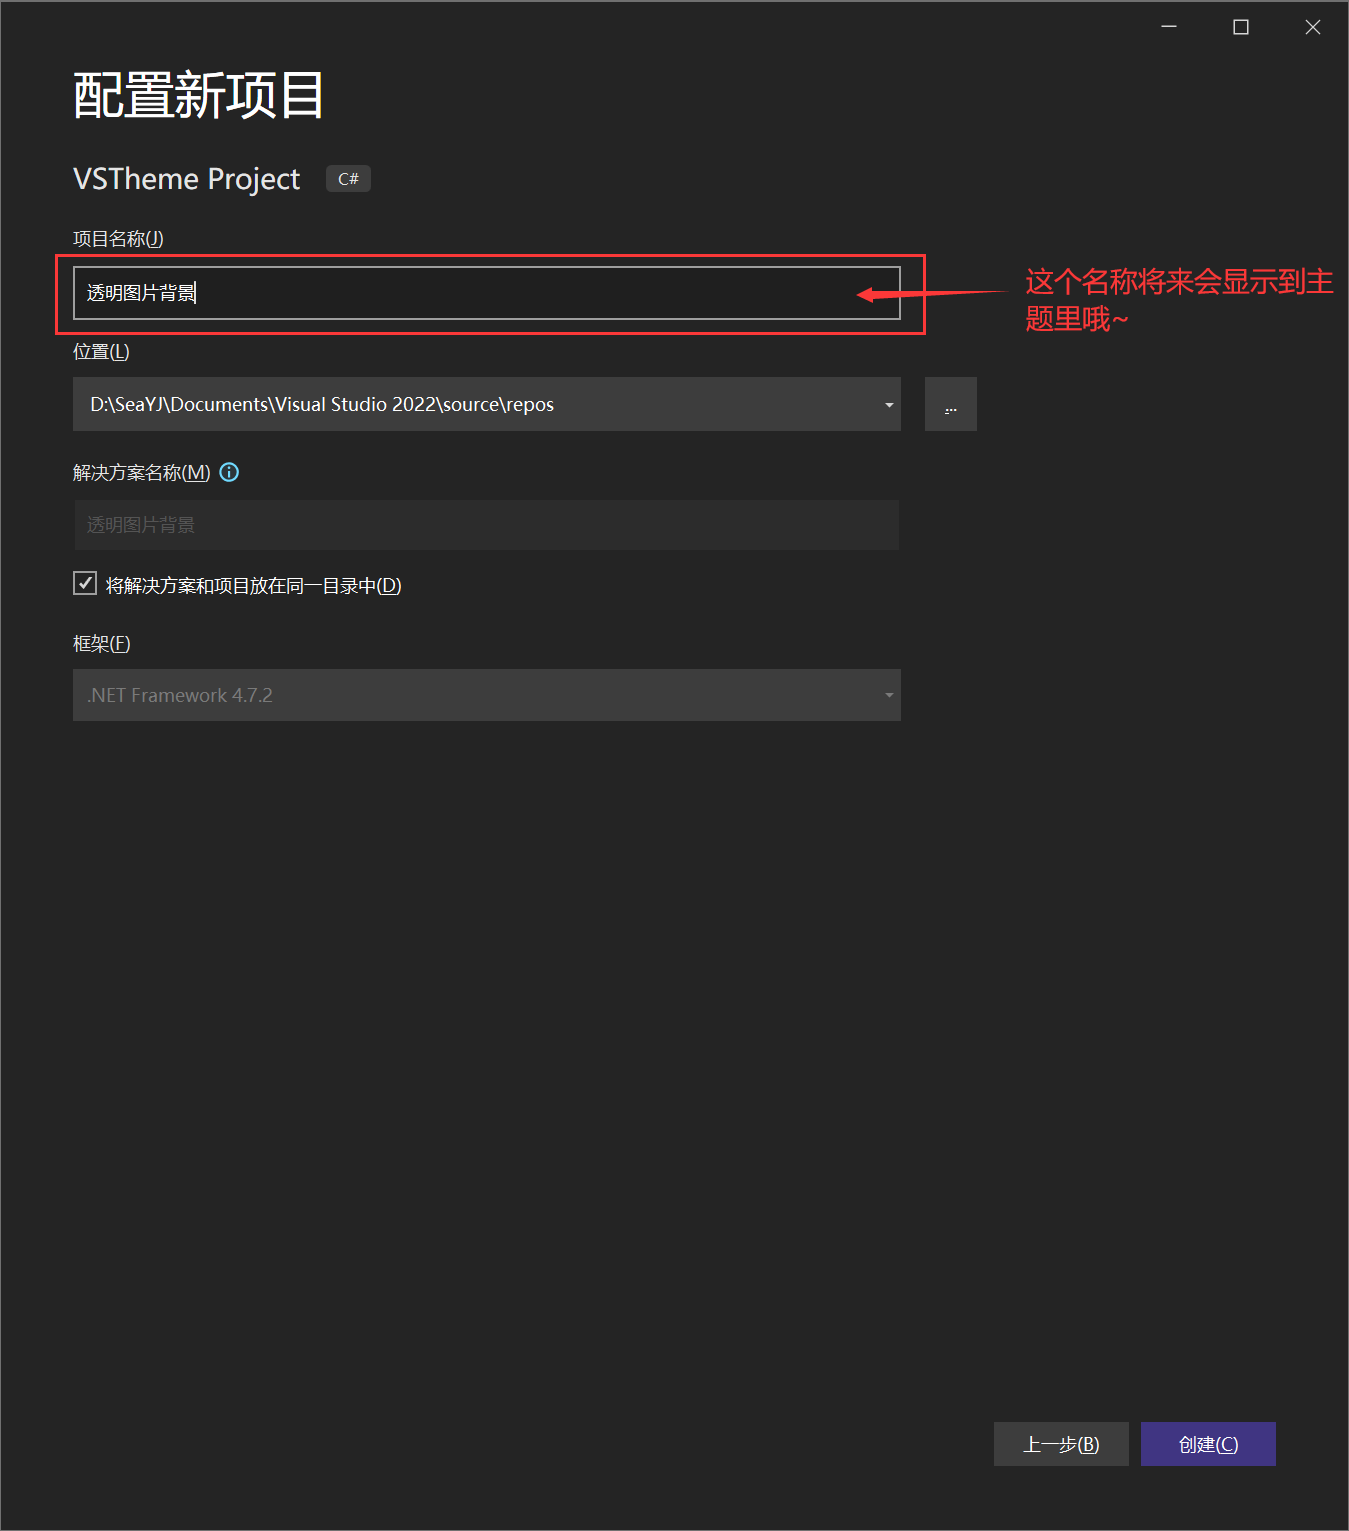 配置新项目
VSTheme Project C#
项目名称(J)
透明图片背景
这个名称将来会显示到主
题里哦~
位置(L)
D:\SeaYJ\Documents\Visual Studio 2022\source\repos
...
解决方案名称(M)
透明图片背景
将解决方案和项目放在同一目录中(D)
框架(F)
.NET Framework 4.7.2
上一步(B) 创建(C)